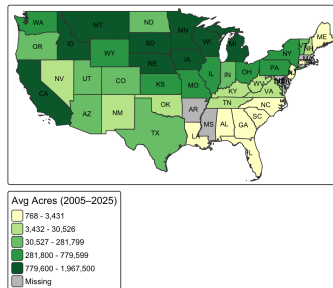 WA
MT
ND
MN
ME
OR
ID
SD
WI
MI
VT
NH
NY
WY
NE
IA
PA
NV
UT
CO
KS
MO
IL
IN
OH
WV
VA
KY
CA
AZ
NM
OK
AR
TN
NC
SC
TX
LA
MS
AL
GA
FL
Avg Acres (2005–2025)
768 - 3,431
3,432 - 30,526
30,527 - 281,799
281,800 - 779,599
779,600 - 1,967,500
Missing